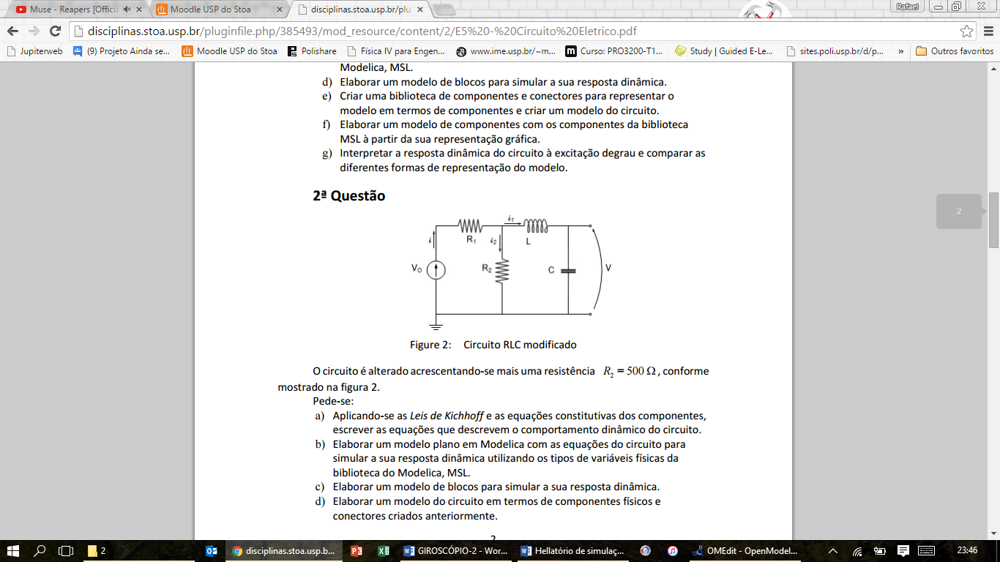 Muse - Reapers [Officia
Moodle USP do Stoa
disciplinas.stoa.usp.br/plu
Rafael
disciplinas.stoa.usp.br/pluginfile.php/385493/mod_resource/content/2/E5%20-%20Circuito%20Eletrico.pdf
Jupiterweb
(9) Projeto Ainda se...
Moodle USP do Stoa
Polishare
Física IV para Engen...
www.ime.usp.br/~m...
Curso: PRO3200-T1...
Study | Guided E-Le...
sites.poli.usp.br/d/p...
»
Outros favoritos
Modelica, MSL.
d) Elaborar um modelo de blocos para simular a sua resposta dinâmica.
e) Criar uma biblioteca de componentes e conectores para representar o
modelo em termos de componentes e criar um modelo do circuito.
f) Elaborar um modelo de componentes com os componentes da biblioteca
MSL à partir da sua representação gráfica.
g) Interpretar a resposta dinâmica do circuito à excitação degrau e comparar as
diferentes formas de representação do modelo.
2ª Questão
2
i₁
i R₁ i₂ L
V₀ R₂ C V
Figure 2: Circuito RLC modificado
O circuito é alterado acrescentando-se mais uma resistência R₂ = 500 Ω, conforme
mostrado na figura 2.
Pede-se:
a) Aplicando-se as Leis de Kichhoff e as equações constitutivas dos componentes,
escrever as equações que descrevem o comportamento dinâmico do circuito.
b) Elaborar um modelo plano em Modelica com as equações do circuito para
simular a sua resposta dinâmica utilizando os tipos de variáveis físicas da
biblioteca do Modelica, MSL.
c) Elaborar um modelo de blocos para simular a sua resposta dinâmica.
d) Elaborar um modelo do circuito em termos de componentes físicos e
conectores criados anteriormente.
2
2
disciplinas.stoa.usp.b...
GIROSCÓPIO-2 - Wor...
Hellatório de simulaç...
OMEdit - OpenModel...
23:46